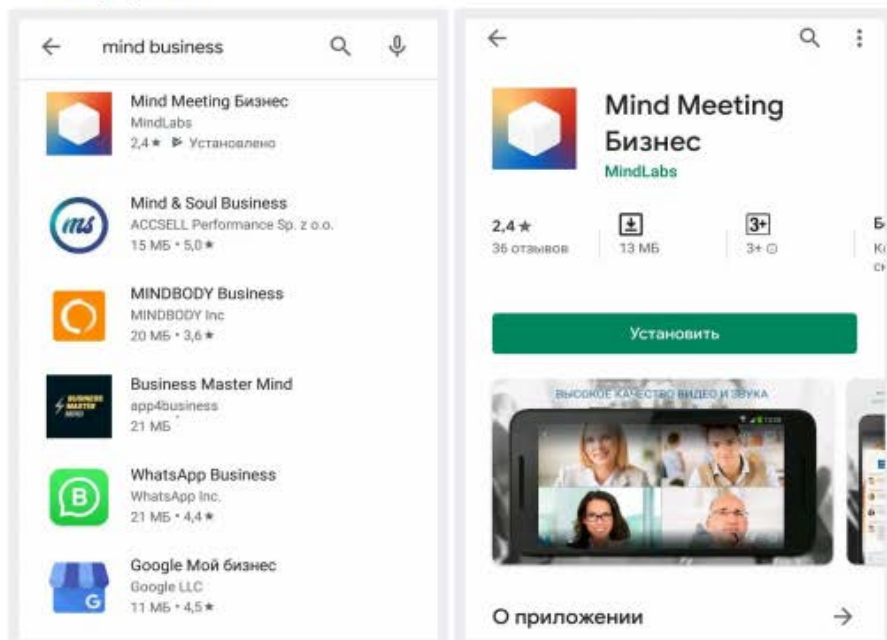 mind business
Mind Meeting Бизнес
MindLabs
2,4★ Установлено
Mind & Soul Business
ACCSELL Performance Sp. z o.o.
15 МБ • 5,0★
MINDBODY Business
MINDBODY Inc
20 МБ • 3,6★
BUSINESS
MASTER
MIND
Business Master Mind
app4business
21 МБ
WhatsApp Business
WhatsApp Inc.
21 МБ • 4,4★
Google Мой бизнес
Google LLC
11 МБ • 4,5★
Mind Meeting
Бизнес
MindLabs
2,4★
36 отзывов
13 МБ
3+
3+
Установить
ВЫСОКОЕ КАЧЕСТВО ВИДЕО И ЗВУКА
О приложении